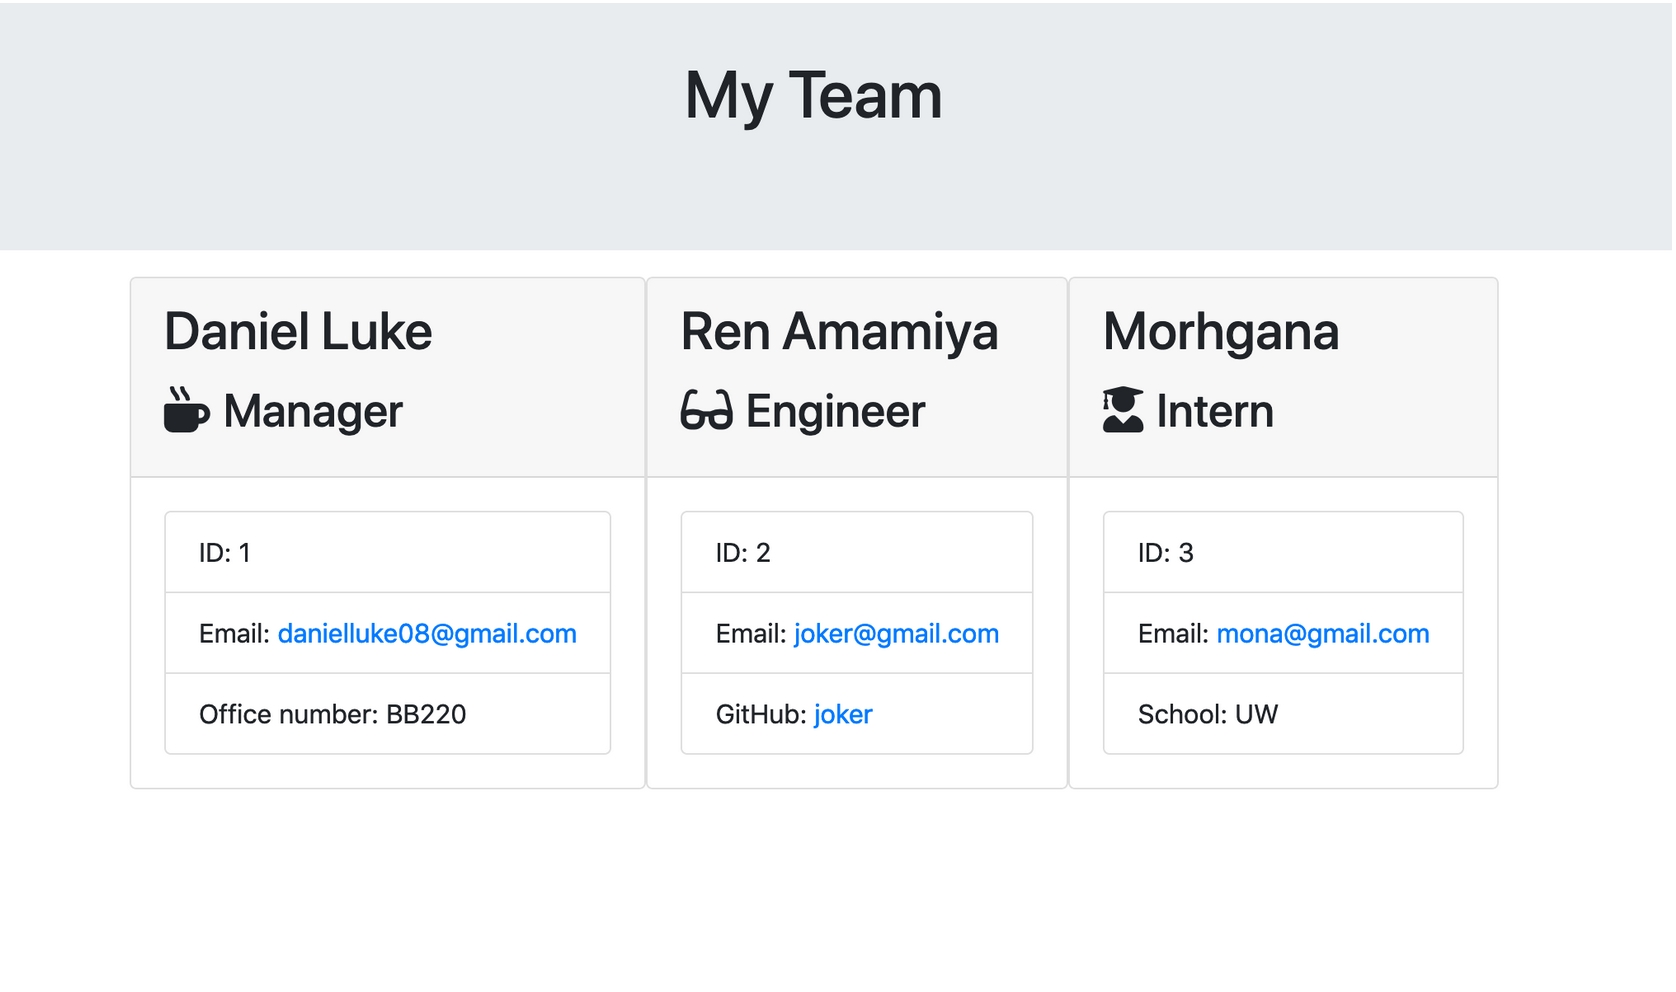 My Team
Daniel Luke
Manager
ID: 1
Email: danielluke08@gmail.com
Office number: BB220
Ren Amamiya
Engineer
ID: 2
Email: joker@gmail.com
GitHub: joker
Morhgana
Intern
ID: 3
Email: mona@gmail.com
School: UW